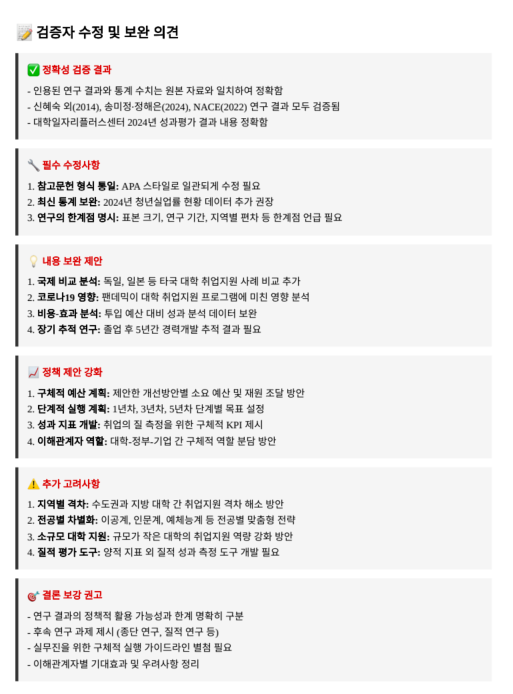 📝 검증자 수정 및 보완 의견
✅ 정확성 검증 결과
- 인용된 연구 결과와 통계 수치는 원본 자료와 일치하여 정확함
- 신혜숙 외(2014), 송미정·정해은(2024), NACE(2022) 연구 결과 모두 검증됨
- 대학일자리플러스센터 2024년 성과평가 결과 내용 정확함
🔧 필수 수정사항
1. 참고문헌 형식 통일: APA 스타일로 일관되게 수정 필요
2. 최신 통계 보완: 2024년 청년실업률 현황 데이터 추가 권장
3. 연구의 한계점 명시: 표본 크기, 연구 기간, 지역별 편차 등 한계점 언급 필요
💡 내용 보완 제안
1. 국제 비교 분석: 독일, 일본 등 타국 대학 취업지원 사례 비교 추가
2. 코로나19 영향: 팬데믹이 대학 취업지원 프로그램에 미친 영향 분석
3. 비용-효과 분석: 투입 예산 대비 성과 분석 데이터 보완
4. 장기 추적 연구: 졸업 후 5년간 경력개발 추적 결과 필요
📈 정책 제안 강화
1. 구체적 예산 계획: 제안한 개선방안별 소요 예산 및 재원 조달 방안
2. 단계적 실행 계획: 1년차, 3년차, 5년차 단계별 목표 설정
3. 성과 지표 개발: 취업의 질 측정을 위한 구체적 KPI 제시
4. 이해관계자 역할: 대학-정부-기업 간 구체적 역할 분담 방안
⚠️ 추가 고려사항
1. 지역별 격차: 수도권과 지방 대학 간 취업지원 격차 해소 방안
2. 전공별 차별화: 이공계, 인문계, 예체능계 등 전공별 맞춤형 전략
3. 소규모 대학 지원: 규모가 작은 대학의 취업지원 역량 강화 방안
4. 질적 평가 도구: 양적 지표 외 질적 성과 측정 도구 개발 필요
🎯 결론 보강 권고
- 연구 결과의 정책적 활용 가능성과 한계 명확히 구분
- 후속 연구 과제 제시 (종단 연구, 질적 연구 등)
- 실무진을 위한 구체적 실행 가이드라인 별첨 필요
- 이해관계자별 기대효과 및 우려사항 정리